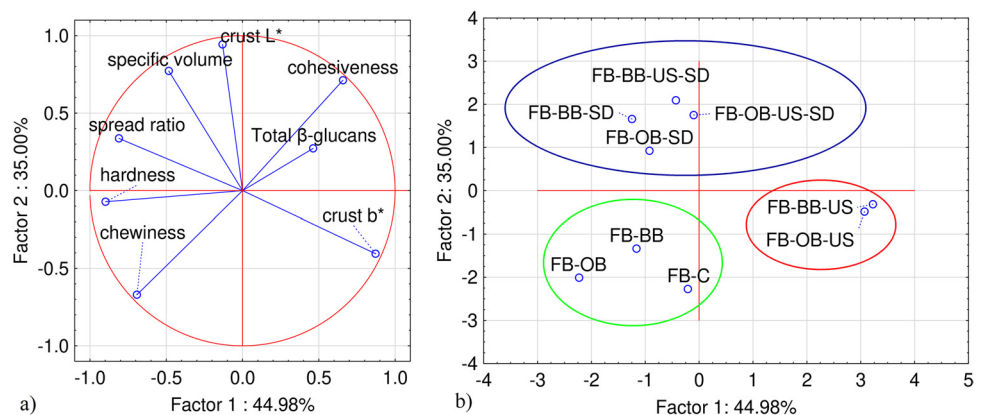 1.0
0.5
0.0
-0.5
-1.0
Factor 2 : 35.00%
crust L*
specific volume
cohesiveness
spread ratio
Total β-glucans
hardness
crust b*
chewiness
-1.0 -0.5 0.0 0.5 1.0
a) Factor 1 : 44.98%
4
3
2
1
0
-1
-2
-3
-4
Factor 2: 35.00%
FB-BB-US-SD
FB-BB-SD
FB-OB-US-SD
FB-OB-SD
FB-BB-US
FB-OB-US
FB-BB
FB-OB
FB-C
-4 -3 -2 -1 0 1 2 3 4 5
b) Factor 1: 44.98%